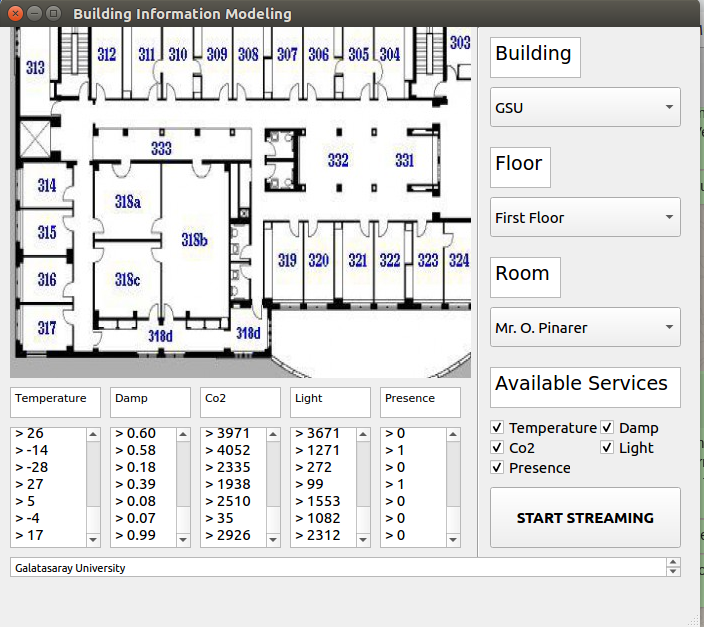 Building Information Modeling
313 312 311 310 309 308 307 306 305 304 303
333 332 331
314 318a
315 318b
316 318c 319 320 321 322 323 324
317 318d 318d
Building
GSU
Floor
First Floor
Room
Mr. O. Pinarer
Available Services
Temperature Damp
Co2 Light
Presence
START STREAMING
Temperature Damp Co2 Light Presence
> 26 > 0.60 > 3971 > 3671 > 0
> -14 > 0.58 > 4052 > 1271 > 1
> -28 > 0.18 > 2335 > 272 > 0
> 27 > 0.39 > 1938 > 99 > 1
> 5 > 0.08 > 2510 > 1553 > 0
> -4 > 0.07 > 35 > 1082 > 0
> 17 > 0.99 > 2926 > 2312 > 0
Galatasaray University